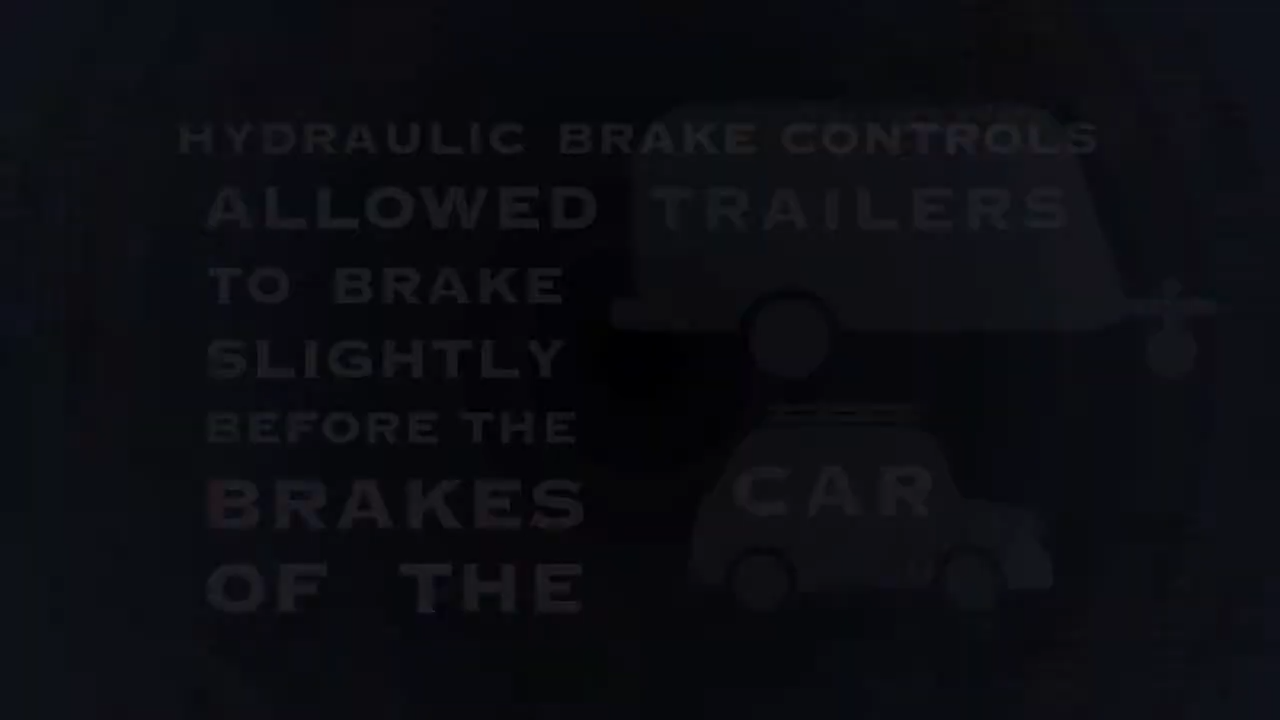 HYDRAULIC BRAKE CONTROLS
ALLOWED TRAILERS
TO BRAKE
SLIGHTLY
BEFORE THE
BRAKES
OF THE
CAR